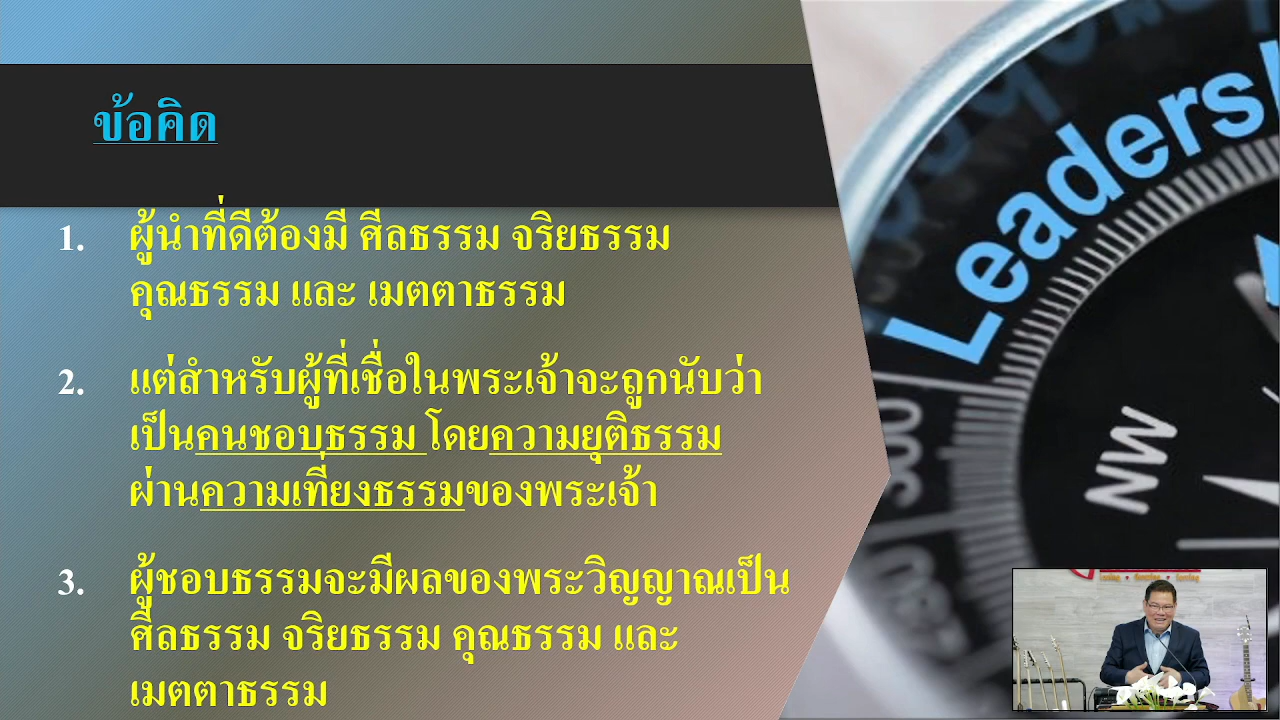 ข้อคิด
1. ผู้นำที่ดีต้องมี ศีลธรรม จริยธรรม
คุณธรรม และ เมตตาธรรม
2. แต่สำหรับผู้ที่เชื่อในพระเจ้าจะถูกนับว่า
เป็นคนชอบธรรม โดยความยุติธรรม
ผ่านความเที่ยงธรรมของพระเจ้า
3. ผู้ชอบธรรมจะมีผลของพระวิญญาณเป็น
ศีลธรรม จริยธรรม คุณธรรม และ
เมตตาธรรม
Leadersh
NW
300